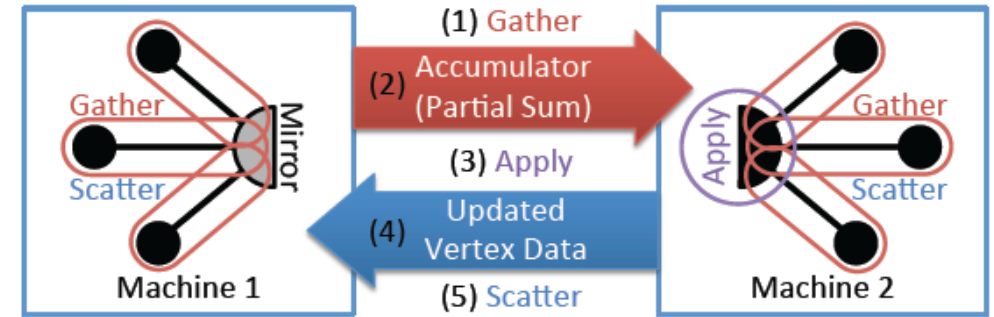 Gather
Scatter
Mirror
Machine 1
(1) Gather
(2) Accumulator
(Partial Sum)
(3) Apply
(4) Updated
Vertex Data
(5) Scatter
Apply
Gather
Scatter
Machine 2